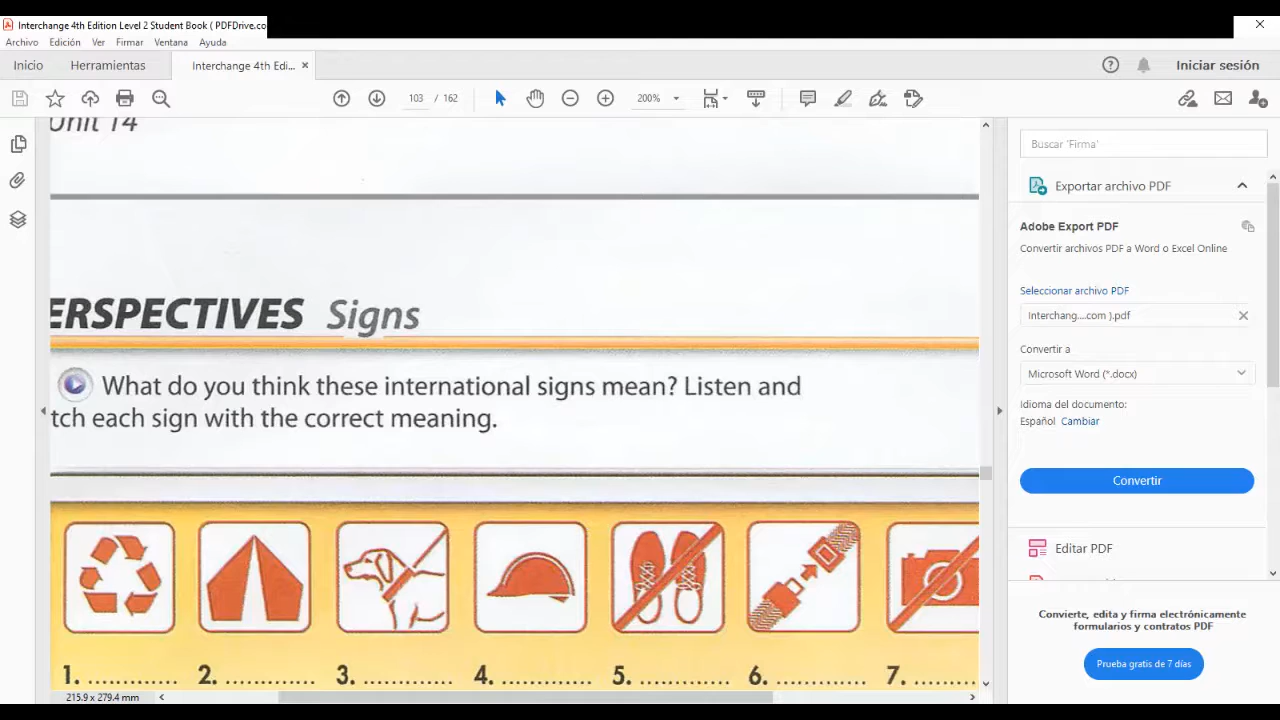 Interchange 4th Edition Level 2 Student Book ( PDFDrive.co
Archivo Edición Ver Firmar Ventana Ayuda
Inicio Herramientas Interchange 4th Edi... × Iniciar sesión
103 / 162 200%
Unit 14
Buscar 'Firma'
Exportar archivo PDF
Adobe Export PDF
Convertir archivos PDF a Word o Excel Online
Seleccionar archivo PDF
Interchang....com ).pdf
Convertir a
Microsoft Word (*.docx)
Idioma del documento:
Español Cambiar
Convertir
Editar PDF
Convierte, edita y firma electrónicamente
formularios y contratos PDF
Prueba gratis de 7 días
ERSPECTIVES Signs
What do you think these international signs mean? Listen and
tch each sign with the correct meaning.
1. ............ 2. ............ 3. ............ 4. ............ 5. ............ 6. ............ 7. .........
215.9 x 279.4 mm